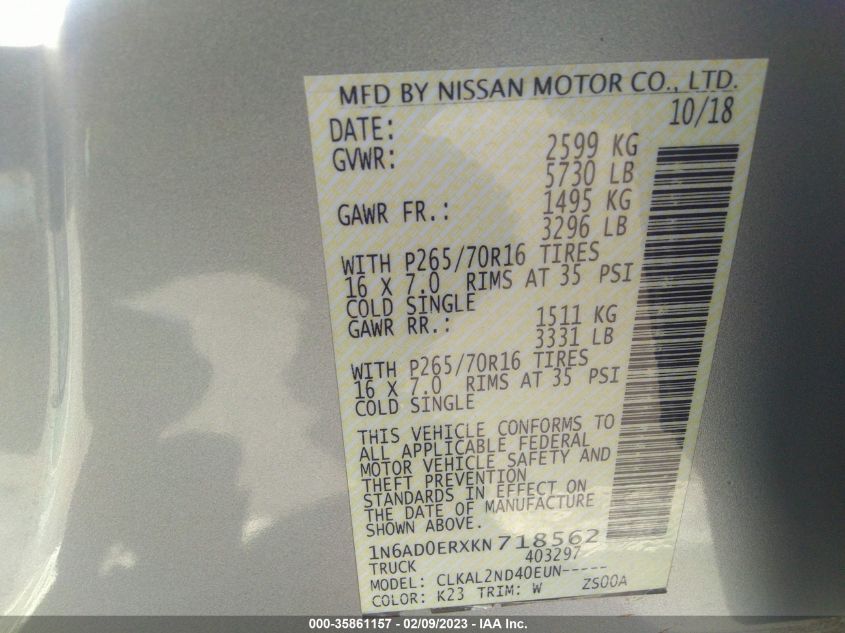 MFD BY NISSAN MOTOR CO., LTD.
DATE: 10/18
GVWR: 2599 KG
5730 LB
GAWR FR.: 1495 KG
3296 LB
WITH P265/70R16 TIRES
16 X 7.0 RIMS AT 35 PSI
COLD SINGLE
GAWR RR.: 1511 KG
3331 LB
WITH P265/70R16 TIRES
16 X 7.0 RIMS AT 35 PSI
COLD SINGLE
THIS VEHICLE CONFORMS TO
ALL APPLICABLE FEDERAL
MOTOR VEHICLE SAFETY AND
THEFT PREVENTION
STANDARDS IN EFFECT ON
THE DATE OF MANUFACTURE
SHOWN ABOVE.
1N6AD0ERXKN718562
TRUCK 403297
MODEL: CLKAL2ND40EUN-----
COLOR: K23 TRIM: W ZS00A
000-35861157 - 02/09/2023 - IAA Inc.